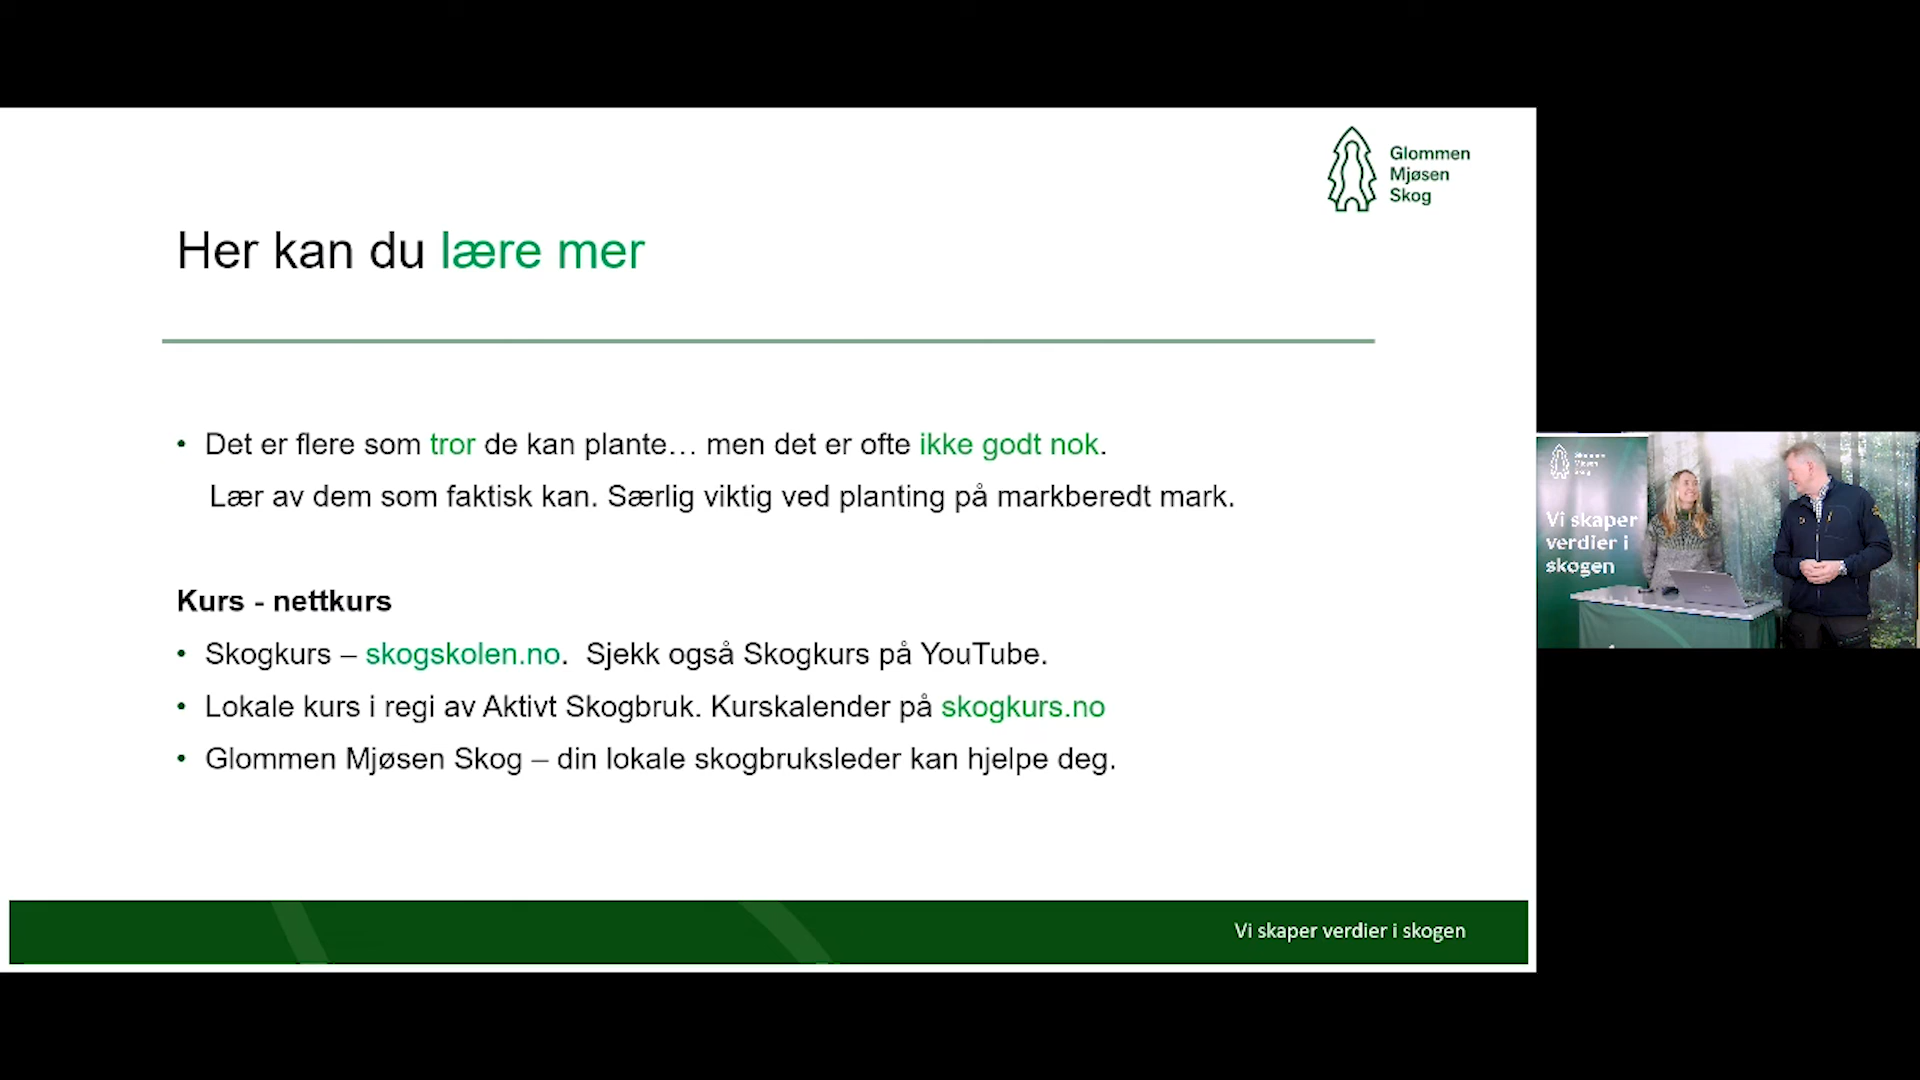 Glommen
Mjøsen
Skog
Her kan du lære mer
• Det er flere som tror de kan plante… men det er ofte ikke godt nok.
Lær av dem som faktisk kan. Særlig viktig ved planting på markberedt mark.
Kurs - nettkurs
• Skogkurs – skogskolen.no.  Sjekk også Skogkurs på YouTube.
• Lokale kurs i regi av Aktivt Skogbruk. Kurskalender på skogkurs.no
• Glommen Mjøsen Skog – din lokale skogbruksleder kan hjelpe deg.
Vi skaper verdier i skogen
Vi skaper
verdier i
skogen